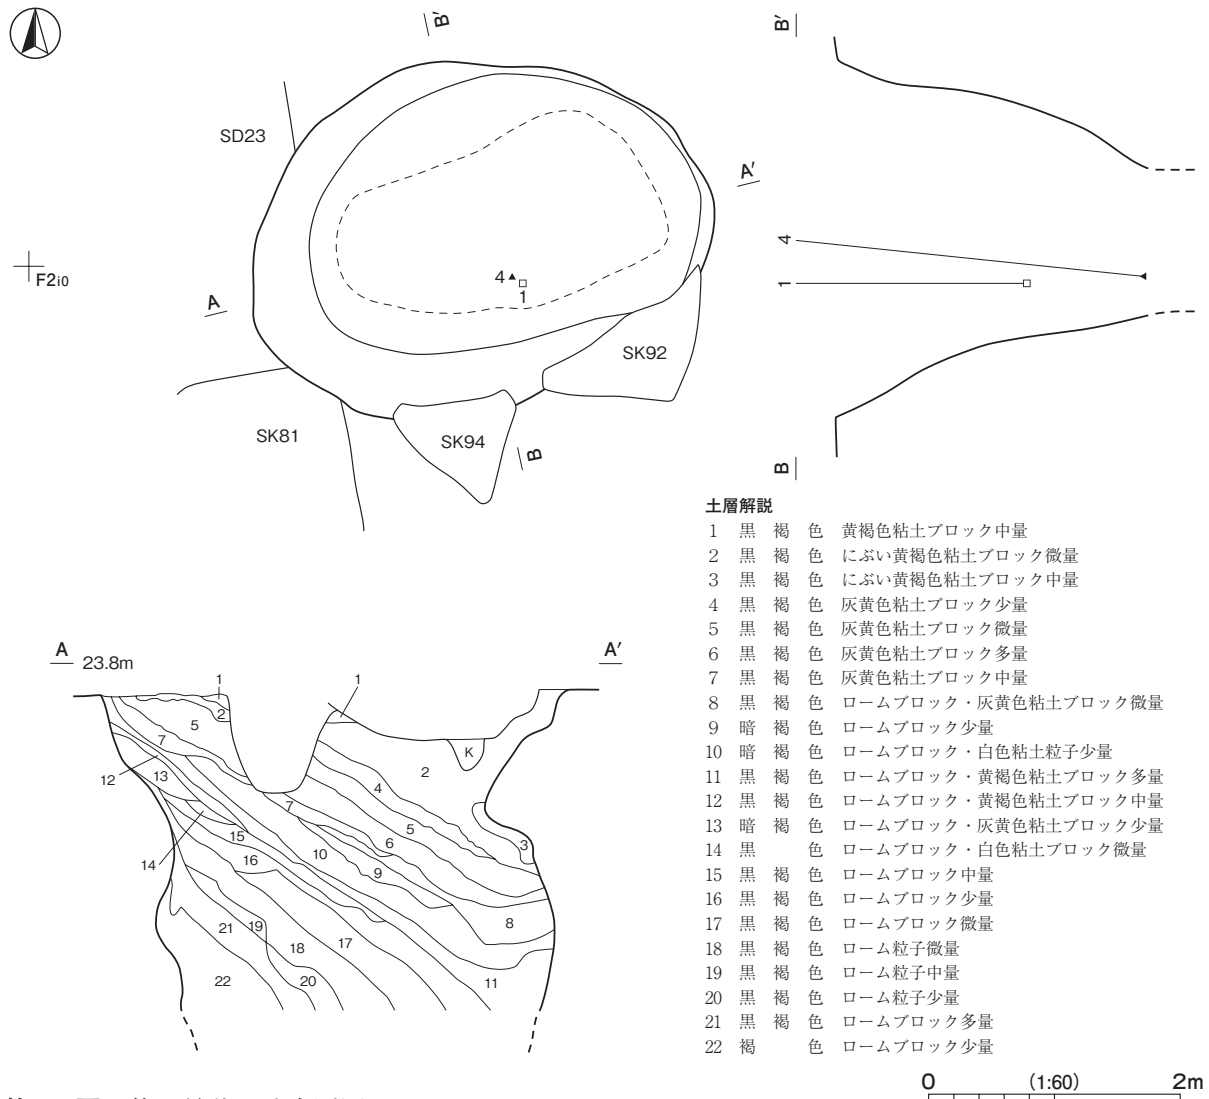 B′
B′
SD23
A′
4
F2i0
4
1
1
A
SK92
SK81
SK94
B
B
土層解説
1 黒褐色 黄褐色粘土ブロック中量
2 黒褐色 にぶい黄褐色粘土ブロック微量
3 黒褐色 にぶい黄褐色粘土ブロック中量
4 黒褐色 灰黄色粘土ブロック少量
5 黒褐色 灰黄色粘土ブロック微量
6 黒褐色 灰黄色粘土ブロック多量
7 黒褐色 灰黄色粘土ブロック中量
8 黒褐色 ロームブロック・灰黄色粘土ブロック微量
9 暗褐色 ロームブロック少量
10 暗褐色 ロームブロック・白色粘土粒子少量
11 黒褐色 ロームブロック・黄褐色粘土ブロック多量
12 黒褐色 ロームブロック・黄褐色粘土ブロック中量
13 暗褐色 ロームブロック・灰黄色粘土ブロック少量
14 黒色 ロームブロック・白色粘土ブロック微量
15 黒褐色 ロームブロック中量
16 黒褐色 ロームブロック少量
17 黒褐色 ロームブロック微量
18 黒褐色 ローム粒子微量
19 黒褐色 ローム粒子中量
20 黒褐色 ローム粒子少量
21 黒褐色 ロームブロック多量
22 褐色 ロームブロック少量
A 23.8m A′
1 1
2
5
7 K
12 13 2
4
7
5
14 15 6 3
10
16 9
8
21 19
18 17
22 20 11
0 (1:60) 2m